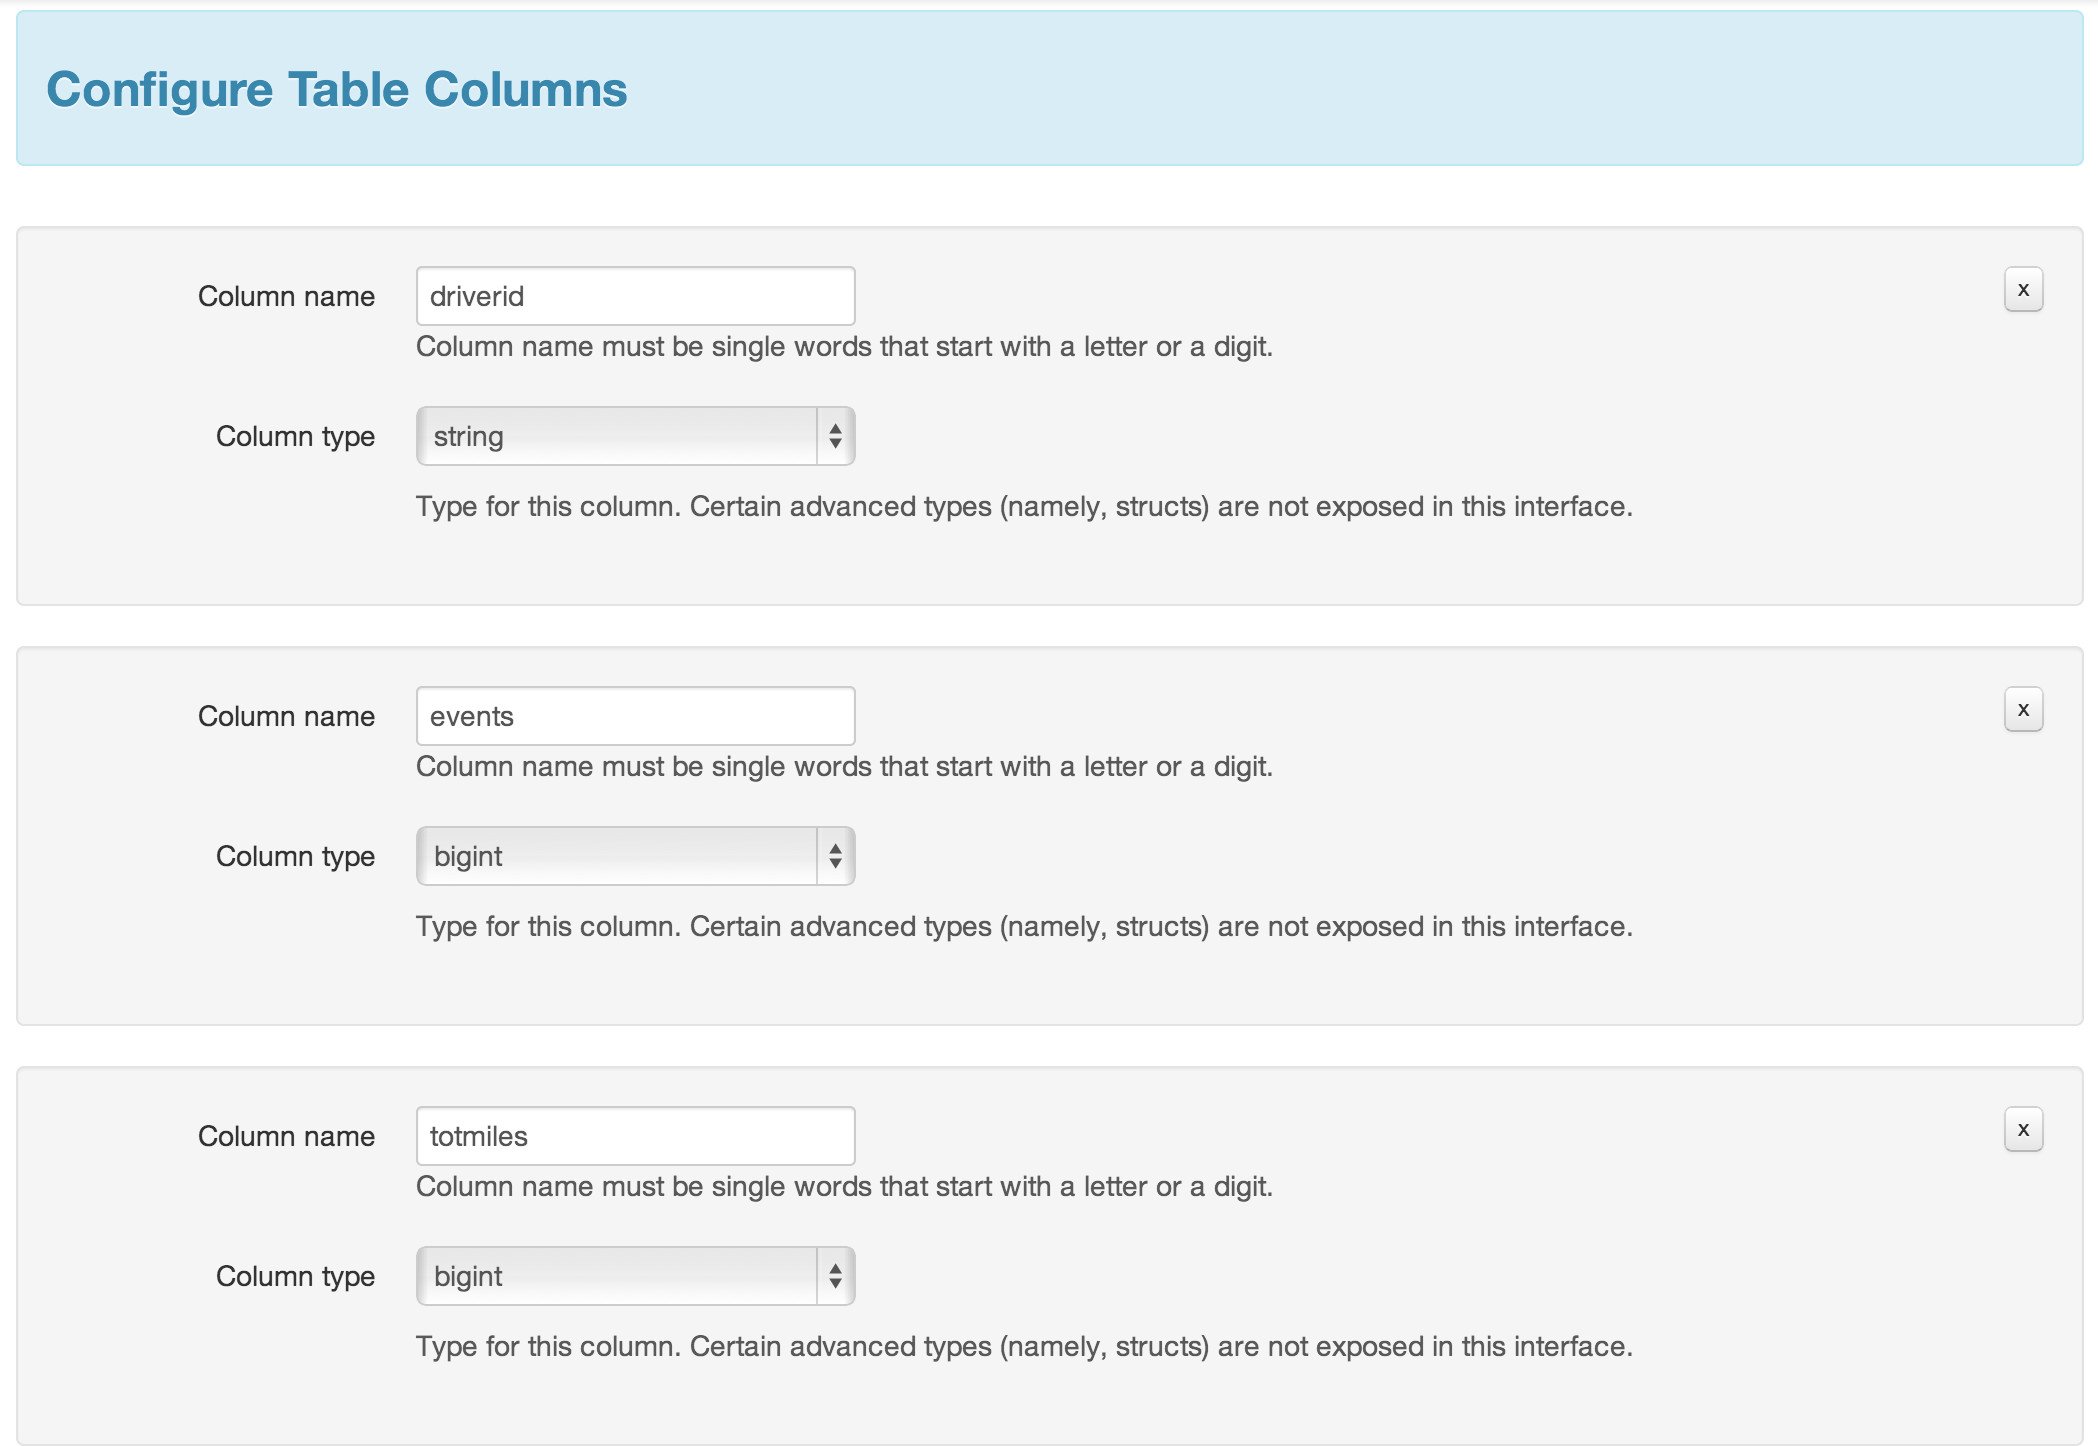 Configure Table Columns
Column name driverid x
Column name must be single words that start with a letter or a digit.
Column type string
Type for this column. Certain advanced types (namely, structs) are not exposed in this interface.
Column name events x
Column name must be single words that start with a letter or a digit.
Column type bigint
Type for this column. Certain advanced types (namely, structs) are not exposed in this interface.
Column name totmiles x
Column name must be single words that start with a letter or a digit.
Column type bigint
Type for this column. Certain advanced types (namely, structs) are not exposed in this interface.